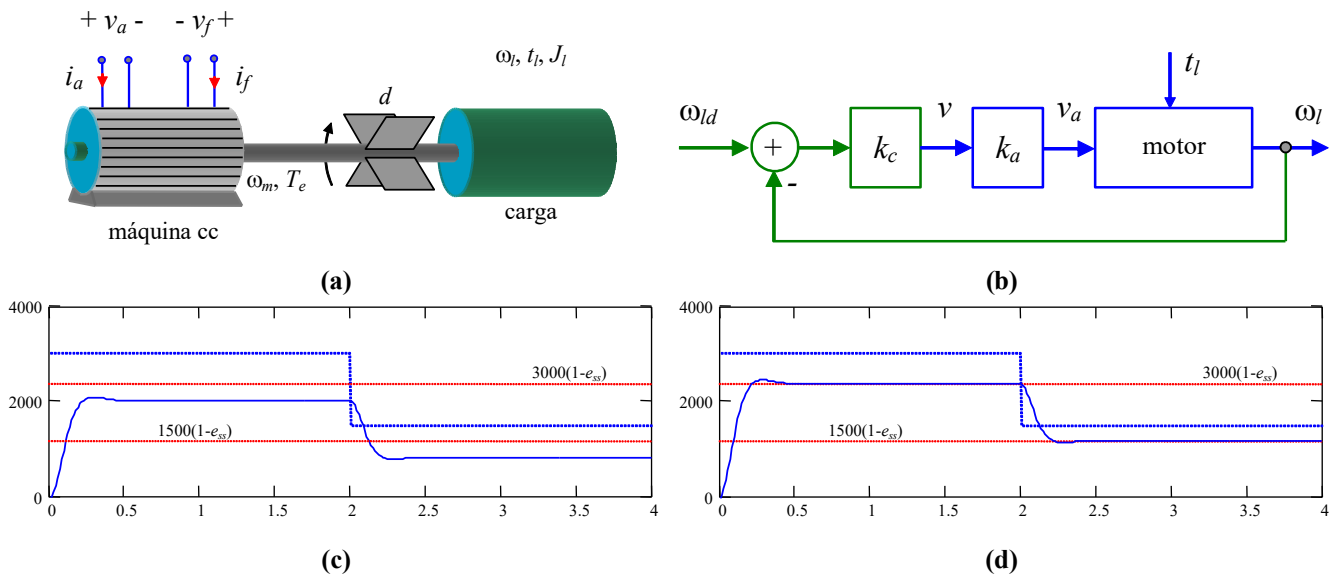 + v_a - - v_f +
i_a i_f
ω_l, t_l, J_l
d
ω_m, T_e
máquina cc
carga
(a)
t_l
ω_ld v v_a ω_l
+ k_c k_a motor
-
(b)
4000
2000
0
3000(1-e_ss)
1500(1-e_ss)
0 0.5 1 1.5 2 2.5 3 3.5 4
(c)
4000
2000
0
3000(1-e_ss)
1500(1-e_ss)
0 0.5 1 1.5 2 2.5 3 3.5 4
(d)